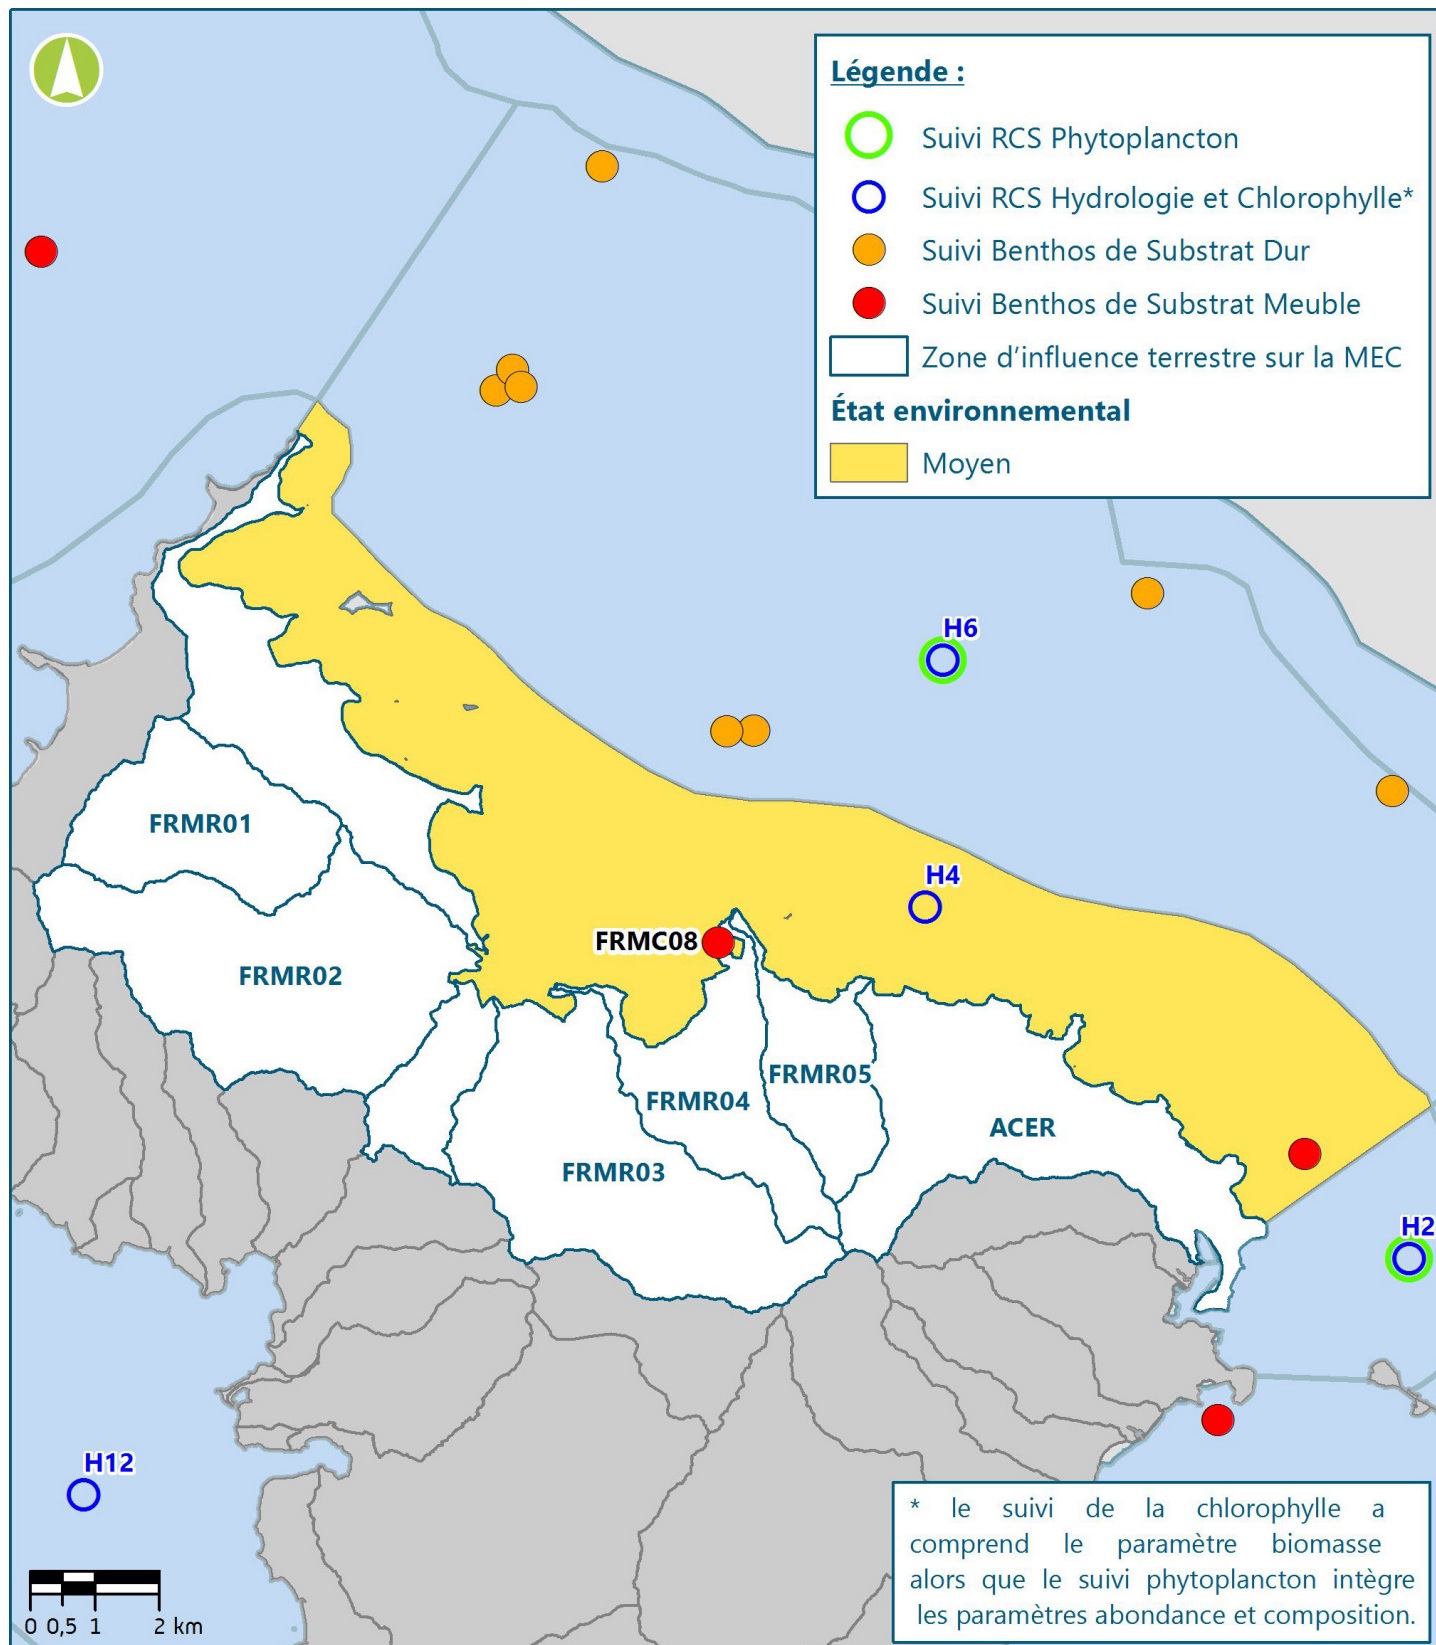 Légende :
Suivi RCS Phytoplancton
Suivi RCS Hydrologie et Chlorophylle*
Suivi Benthos de Substrat Dur
Suivi Benthos de Substrat Meuble
Zone d’influence terrestre sur la MEC
État environnemental
Moyen
H6
FRMR01
H4
FRMC08
FRMR02
FRMR05
FRMR04
ACER
FRMR03
H2
H12
* le suivi de la chlorophylle a
comprend le paramètre biomasse
alors que le suivi phytoplancton intègre
les paramètres abondance et composition.
0 0,5 1 2 km